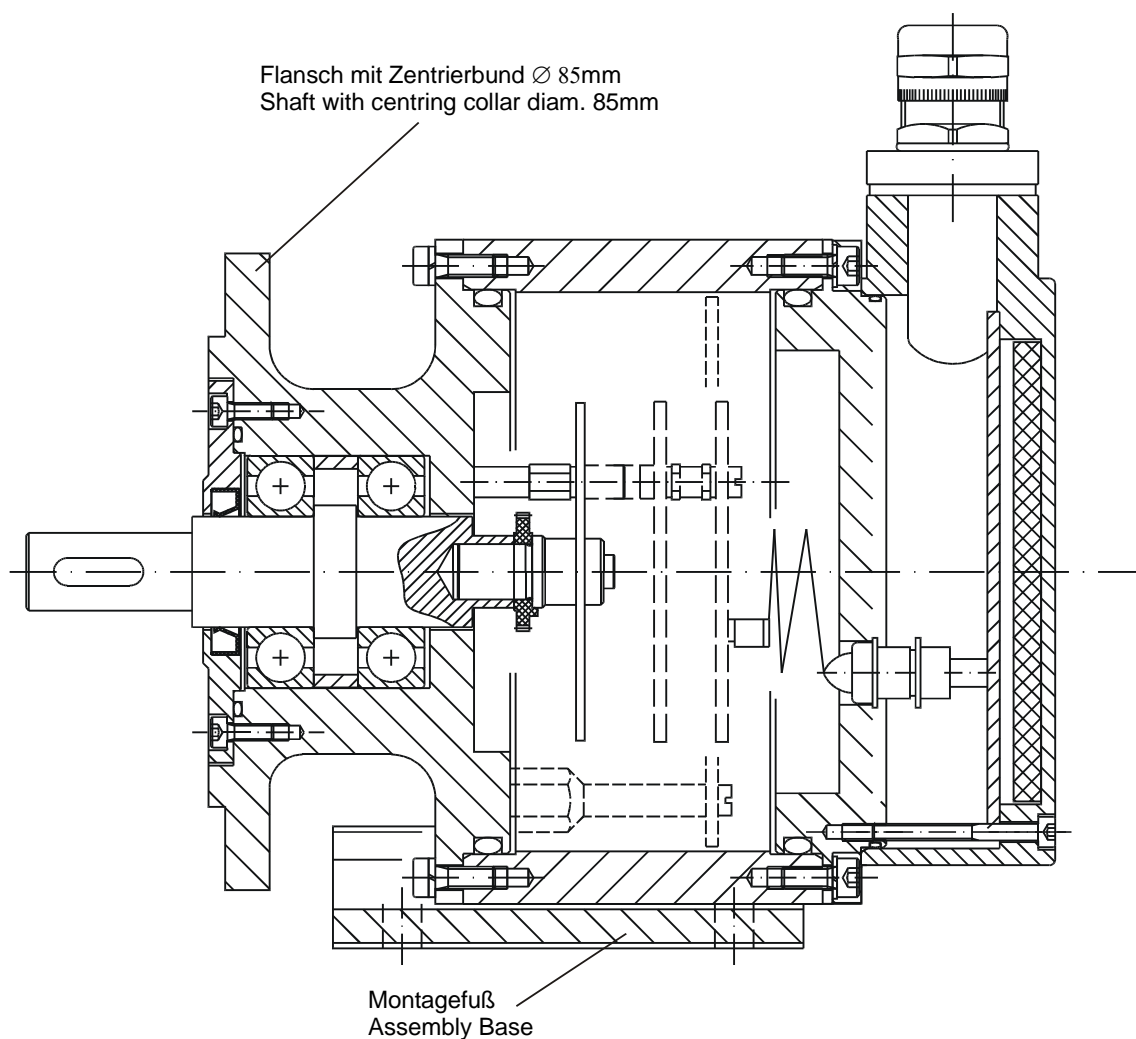 Flansch mit Zentrierbund ∅ 85mm
Shaft with centring collar diam. 85mm
Montagefuß
Assembly Base